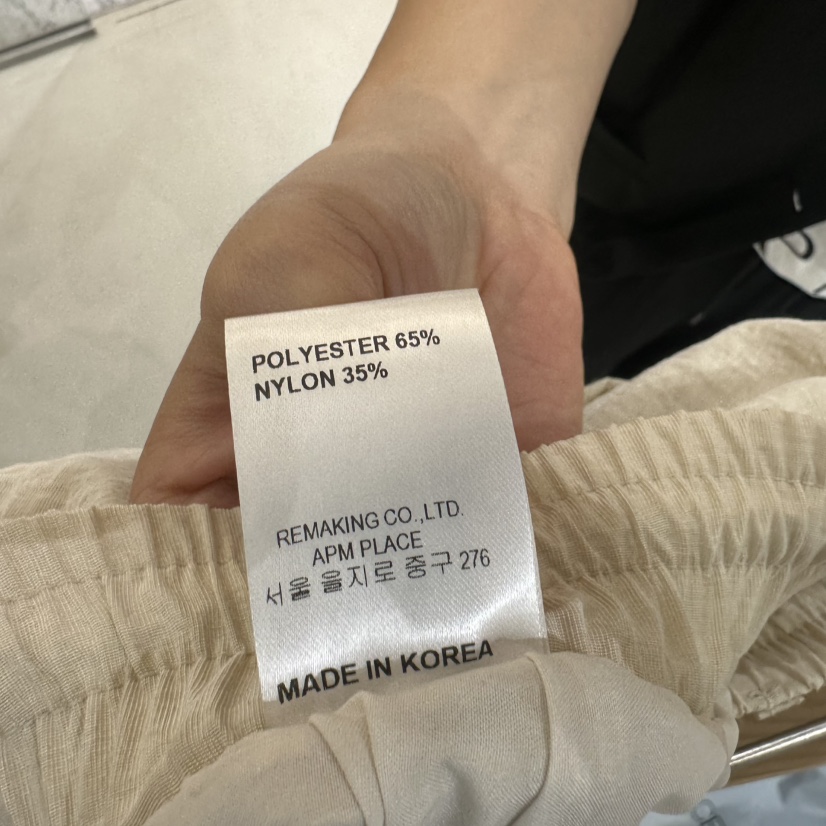 POLYESTER 65%
NYLON 35%
REMAKING CO.,LTD.
APM PLACE
서울 을지로 중구 276
MADE IN KOREA